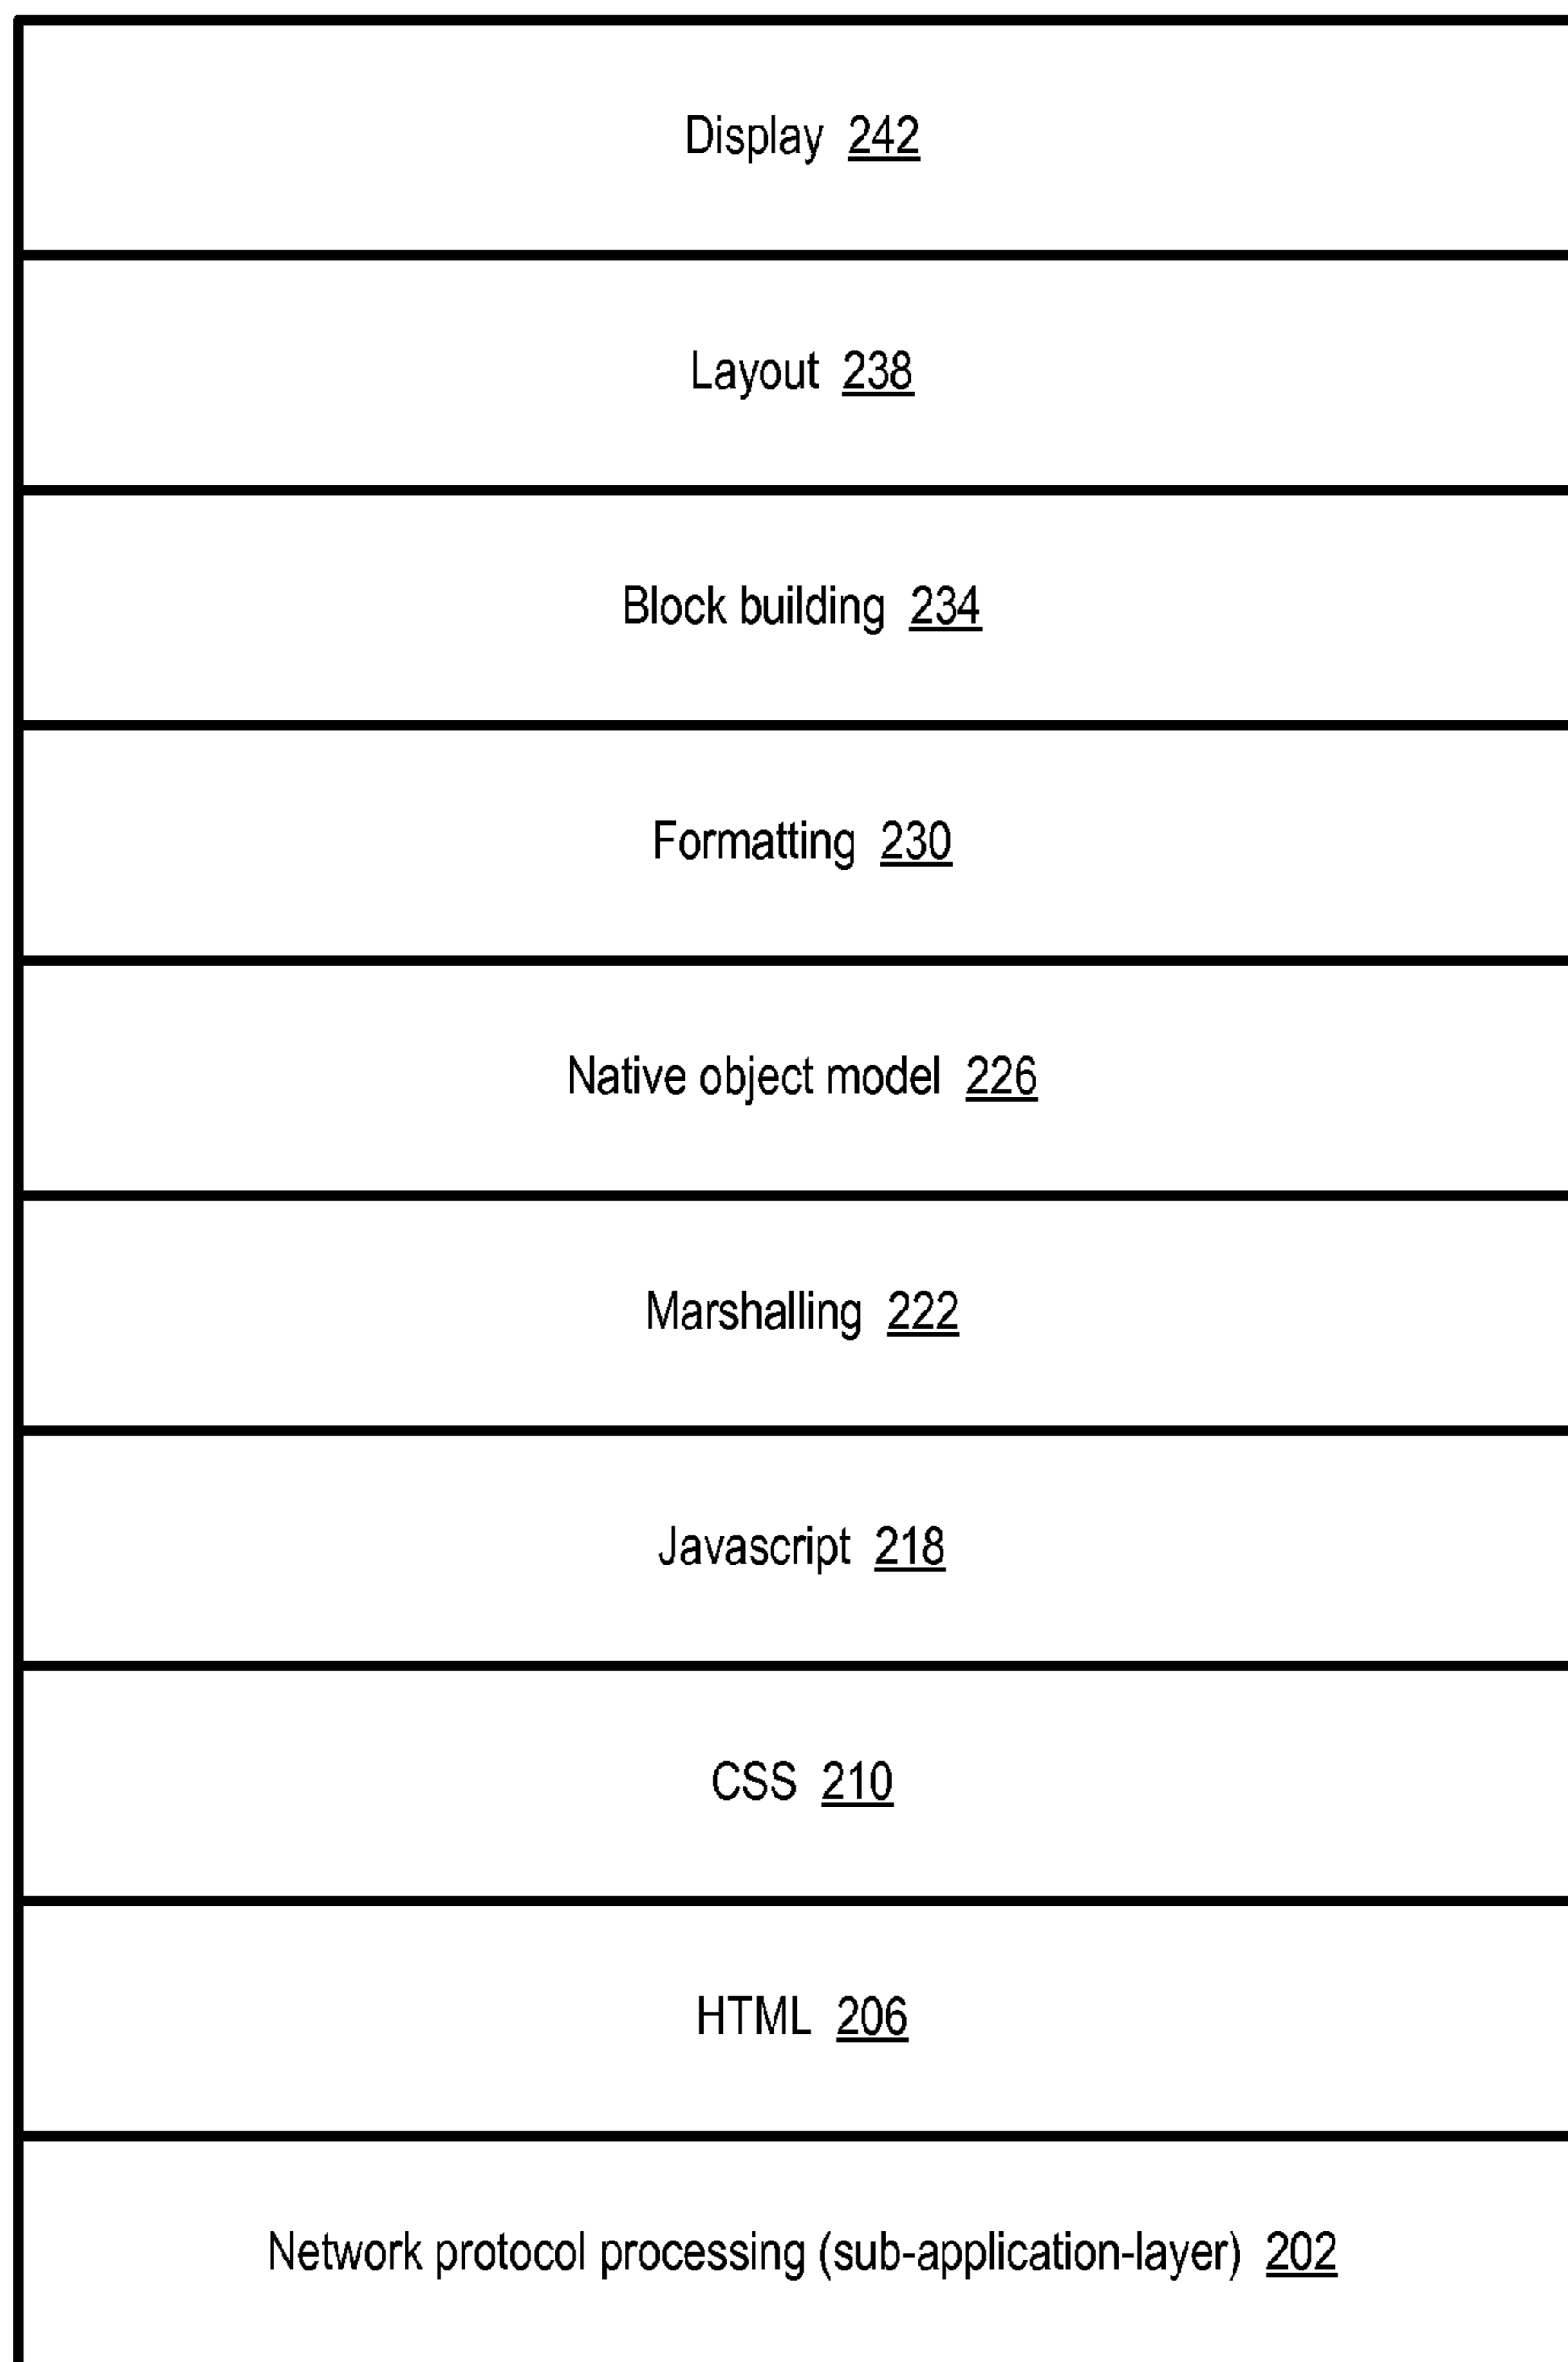 Display 242
Layout 238
Block building 234
Formatting 230
Native object model 226
Marshalling 222
Javascript 218
CSS 210
HTML 206
Network protocol processing (sub-application-layer) 202